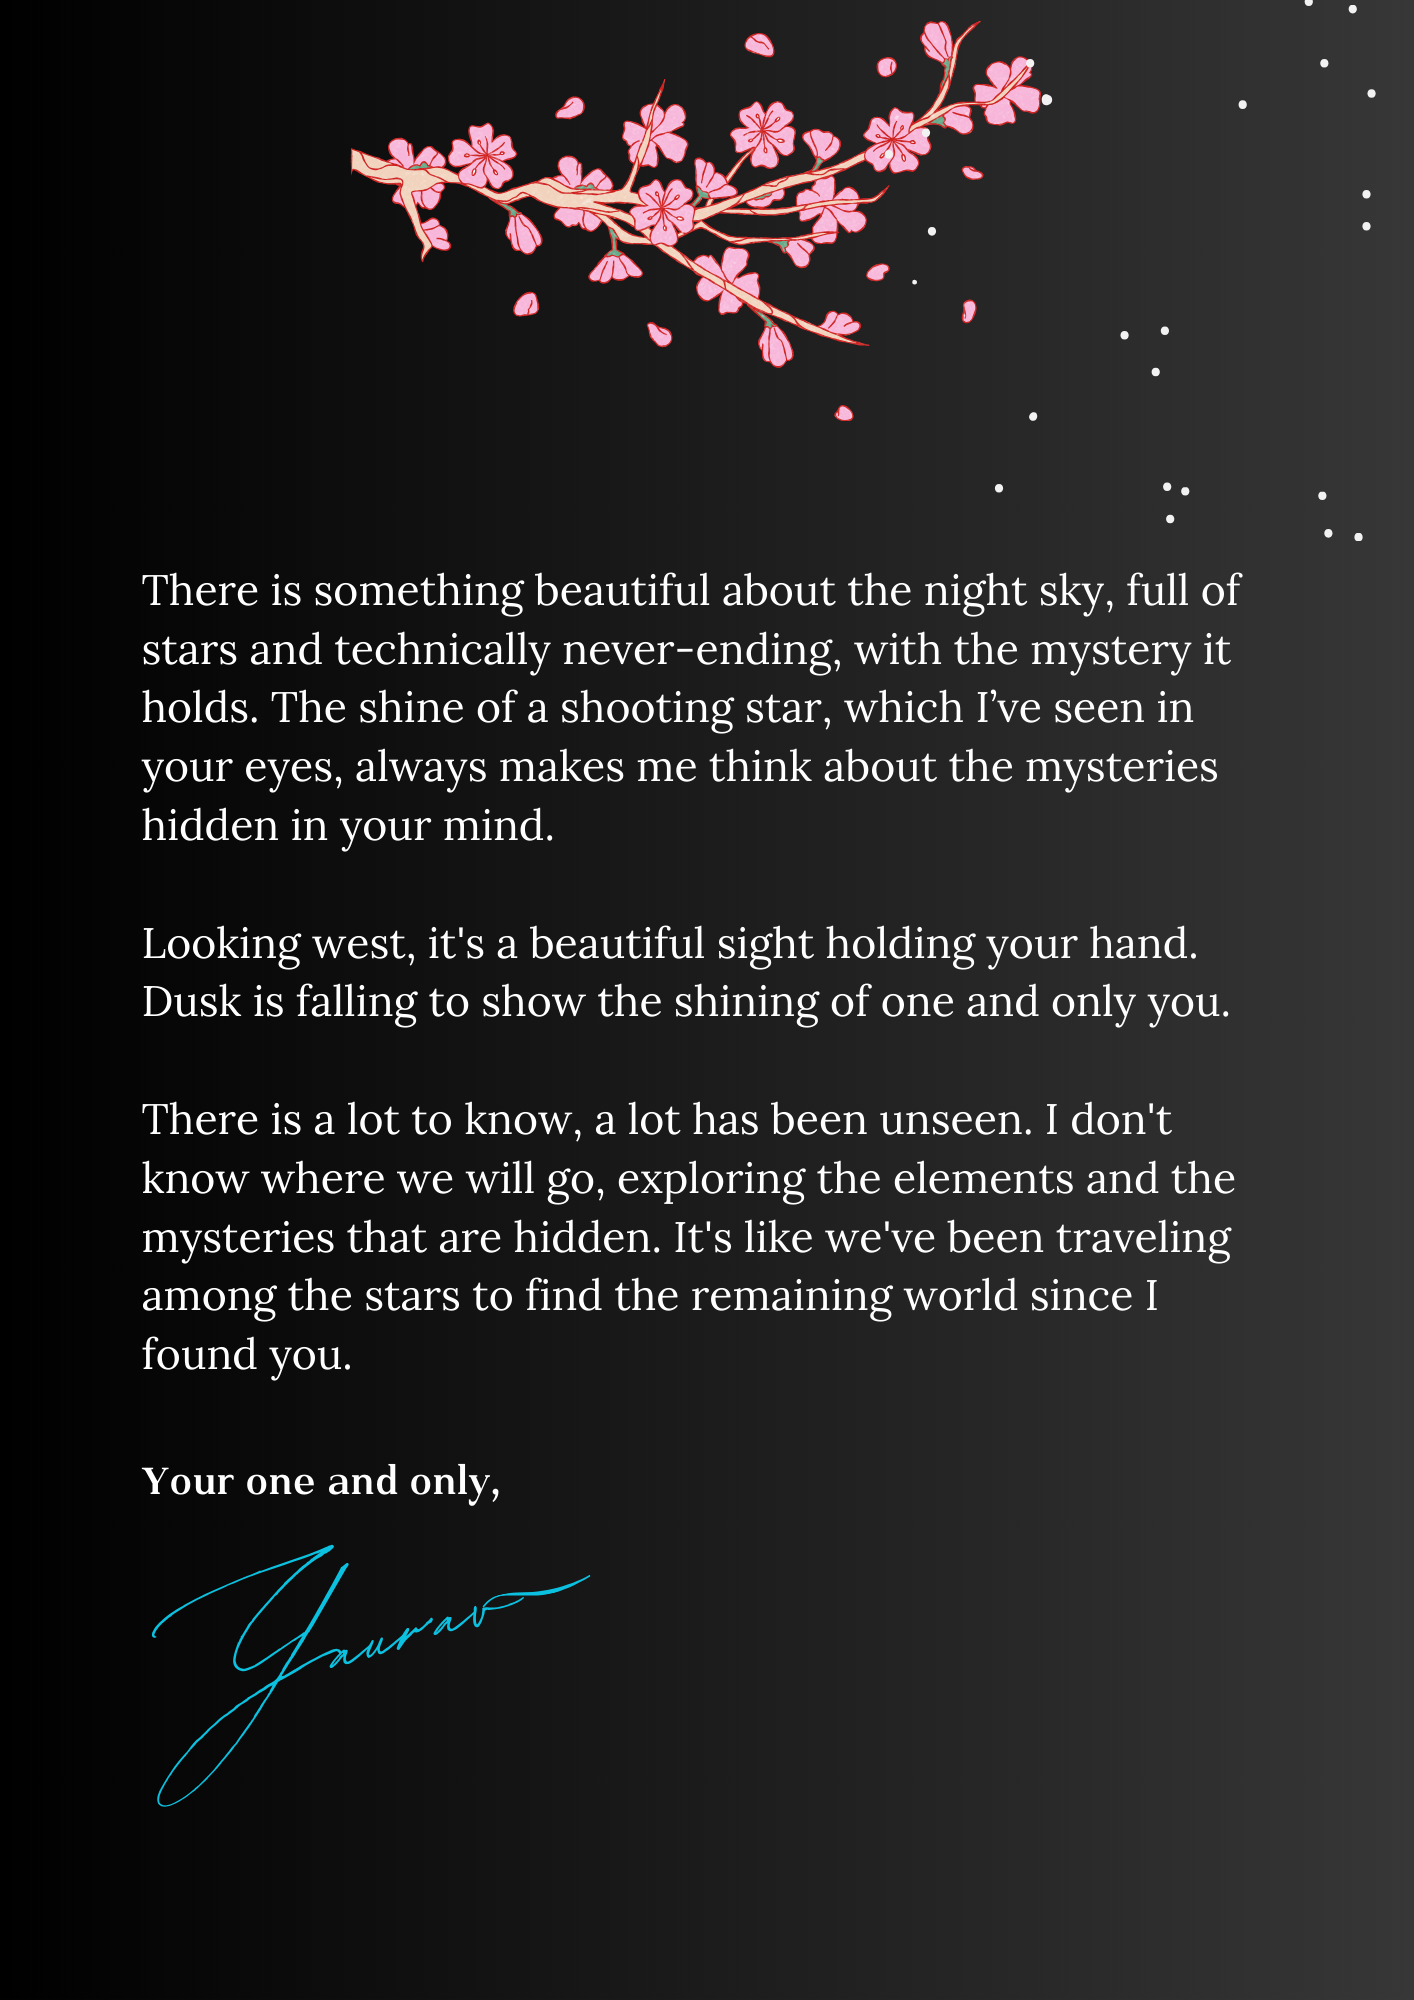 There is something beautiful about the night sky, full of
stars and technically never-ending, with the mystery it
holds. The shine of a shooting star, which I’ve seen in
your eyes, always makes me think about the mysteries
hidden in your mind.
Looking west, it's a beautiful sight holding your hand.
Dusk is falling to show the shining of one and only you.
There is a lot to know, a lot has been unseen. I don't
know where we will go, exploring the elements and the
mysteries that are hidden. It's like we've been traveling
among the stars to find the remaining world since I
found you.
Your one and only,
Gaurav